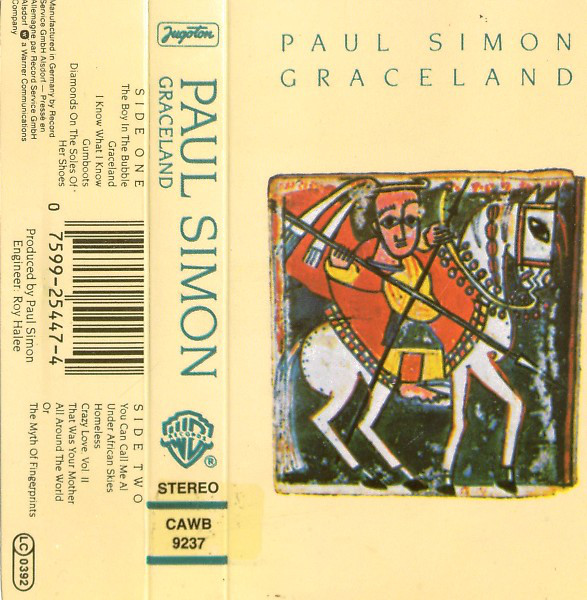 PAUL SIMON
GRACELAND
Jugoton
PAUL SIMON
GRACELAND
WB
RECORDS
®
STEREO
CAWB
9237
SIDE ONE
The Boy In The Bubble
Graceland
I Know What I Know
Gumboots
Diamonds On The Soles Of
Her Shoes
SIDE TWO
You Can Call Me Al
Under African Skies
Homeless
Crazy Love, Vol. II
That Was Your Mother
All Around The World
Or
The Myth Of Fingerprints
0 7599-25447-4
Produced by Paul Simon
Engineer: Roy Halee
Manufactured in Germany by Record
Service GmbH Alsdorf – Pressé en
Allemagne par Record Service GmbH
Alsdorf a Warner Communications
Company
LC 0392